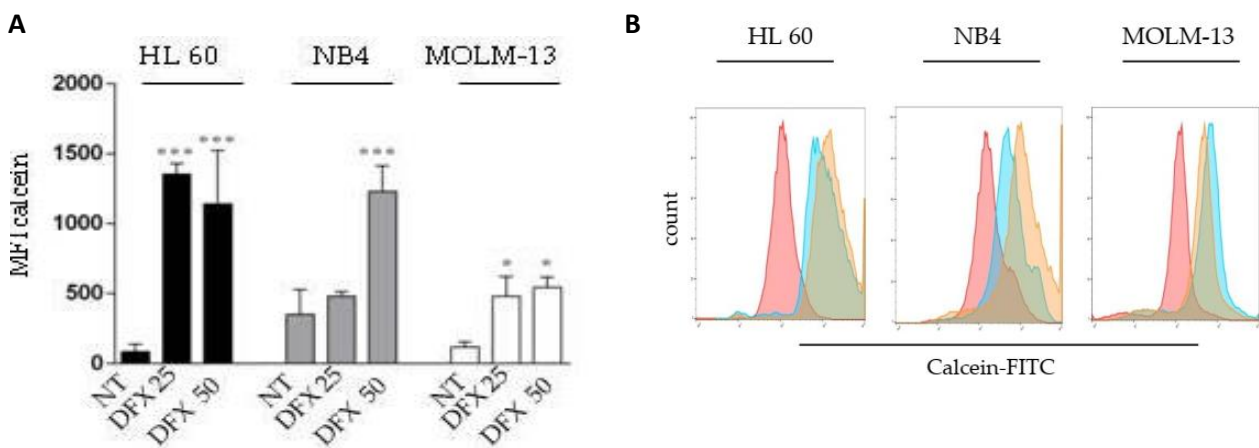 A
HL 60 NB4 MOLM-13
2000
1500
1000
500
0
MFI calcein
*** *** *** * *
NT DFX 25 DFX 50 NT DFX 25 DFX 50 NT DFX 25 DFX 50
B
HL 60 NB4 MOLM-13
count
Calcein-FITC